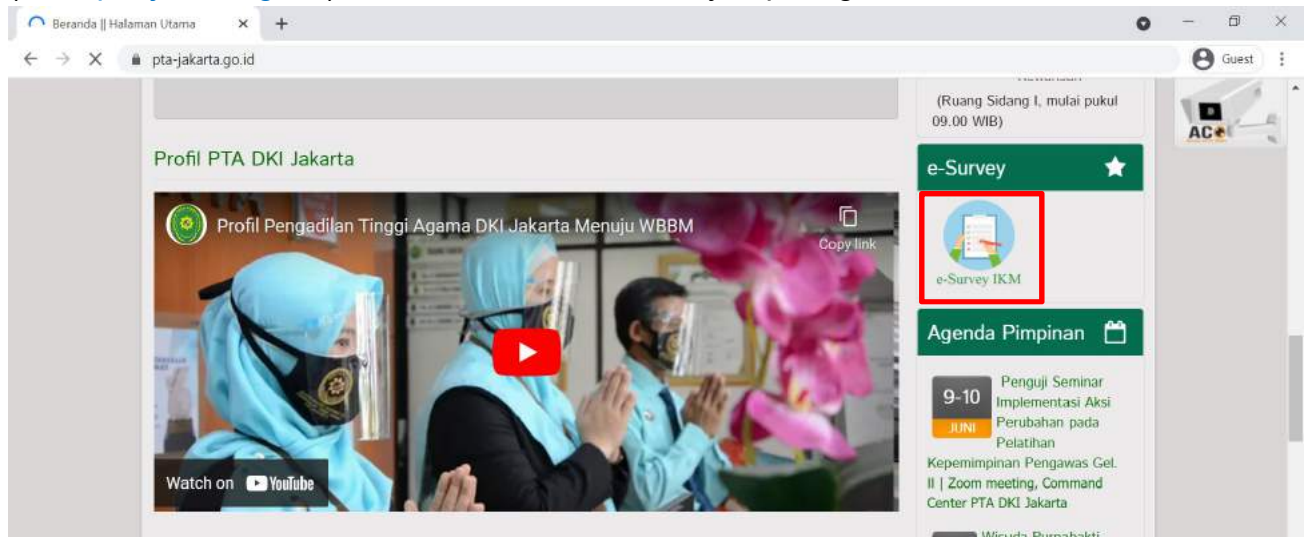 Beranda || Halaman Utama
pta-jakarta.go.id
Guest
(Ruang Sidang I, mulai pukul
09.00 WIB)
Profil PTA DKI Jakarta
Profil Pengadilan Tinggi Agama DKI Jakarta Menuju WBBM
Copy link
Watch on YouTube
e-Survey
e-Survey IKM
Agenda Pimpinan
9-10
JUNI
Penguji Seminar
Implementasi Aksi
Perubahan pada
Pelatihan
Kepemimpinan Pengawas Gel.
II | Zoom meeting, Command
Center PTA DKI Jakarta
Wisuda Purnabakti